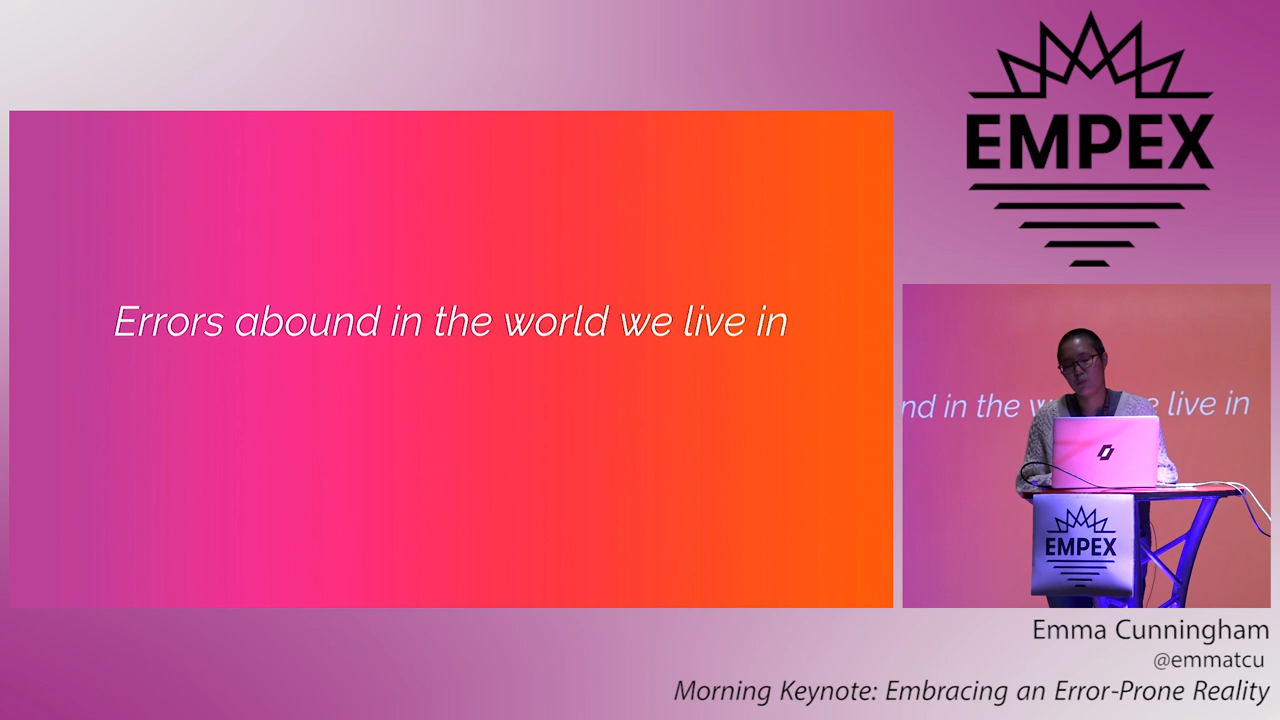 EMPEX
Errors abound in the world we live in
nd in the w e live in
EMPEX
Emma Cunningham
@emmatcu
Morning Keynote: Embracing an Error-Prone Reality